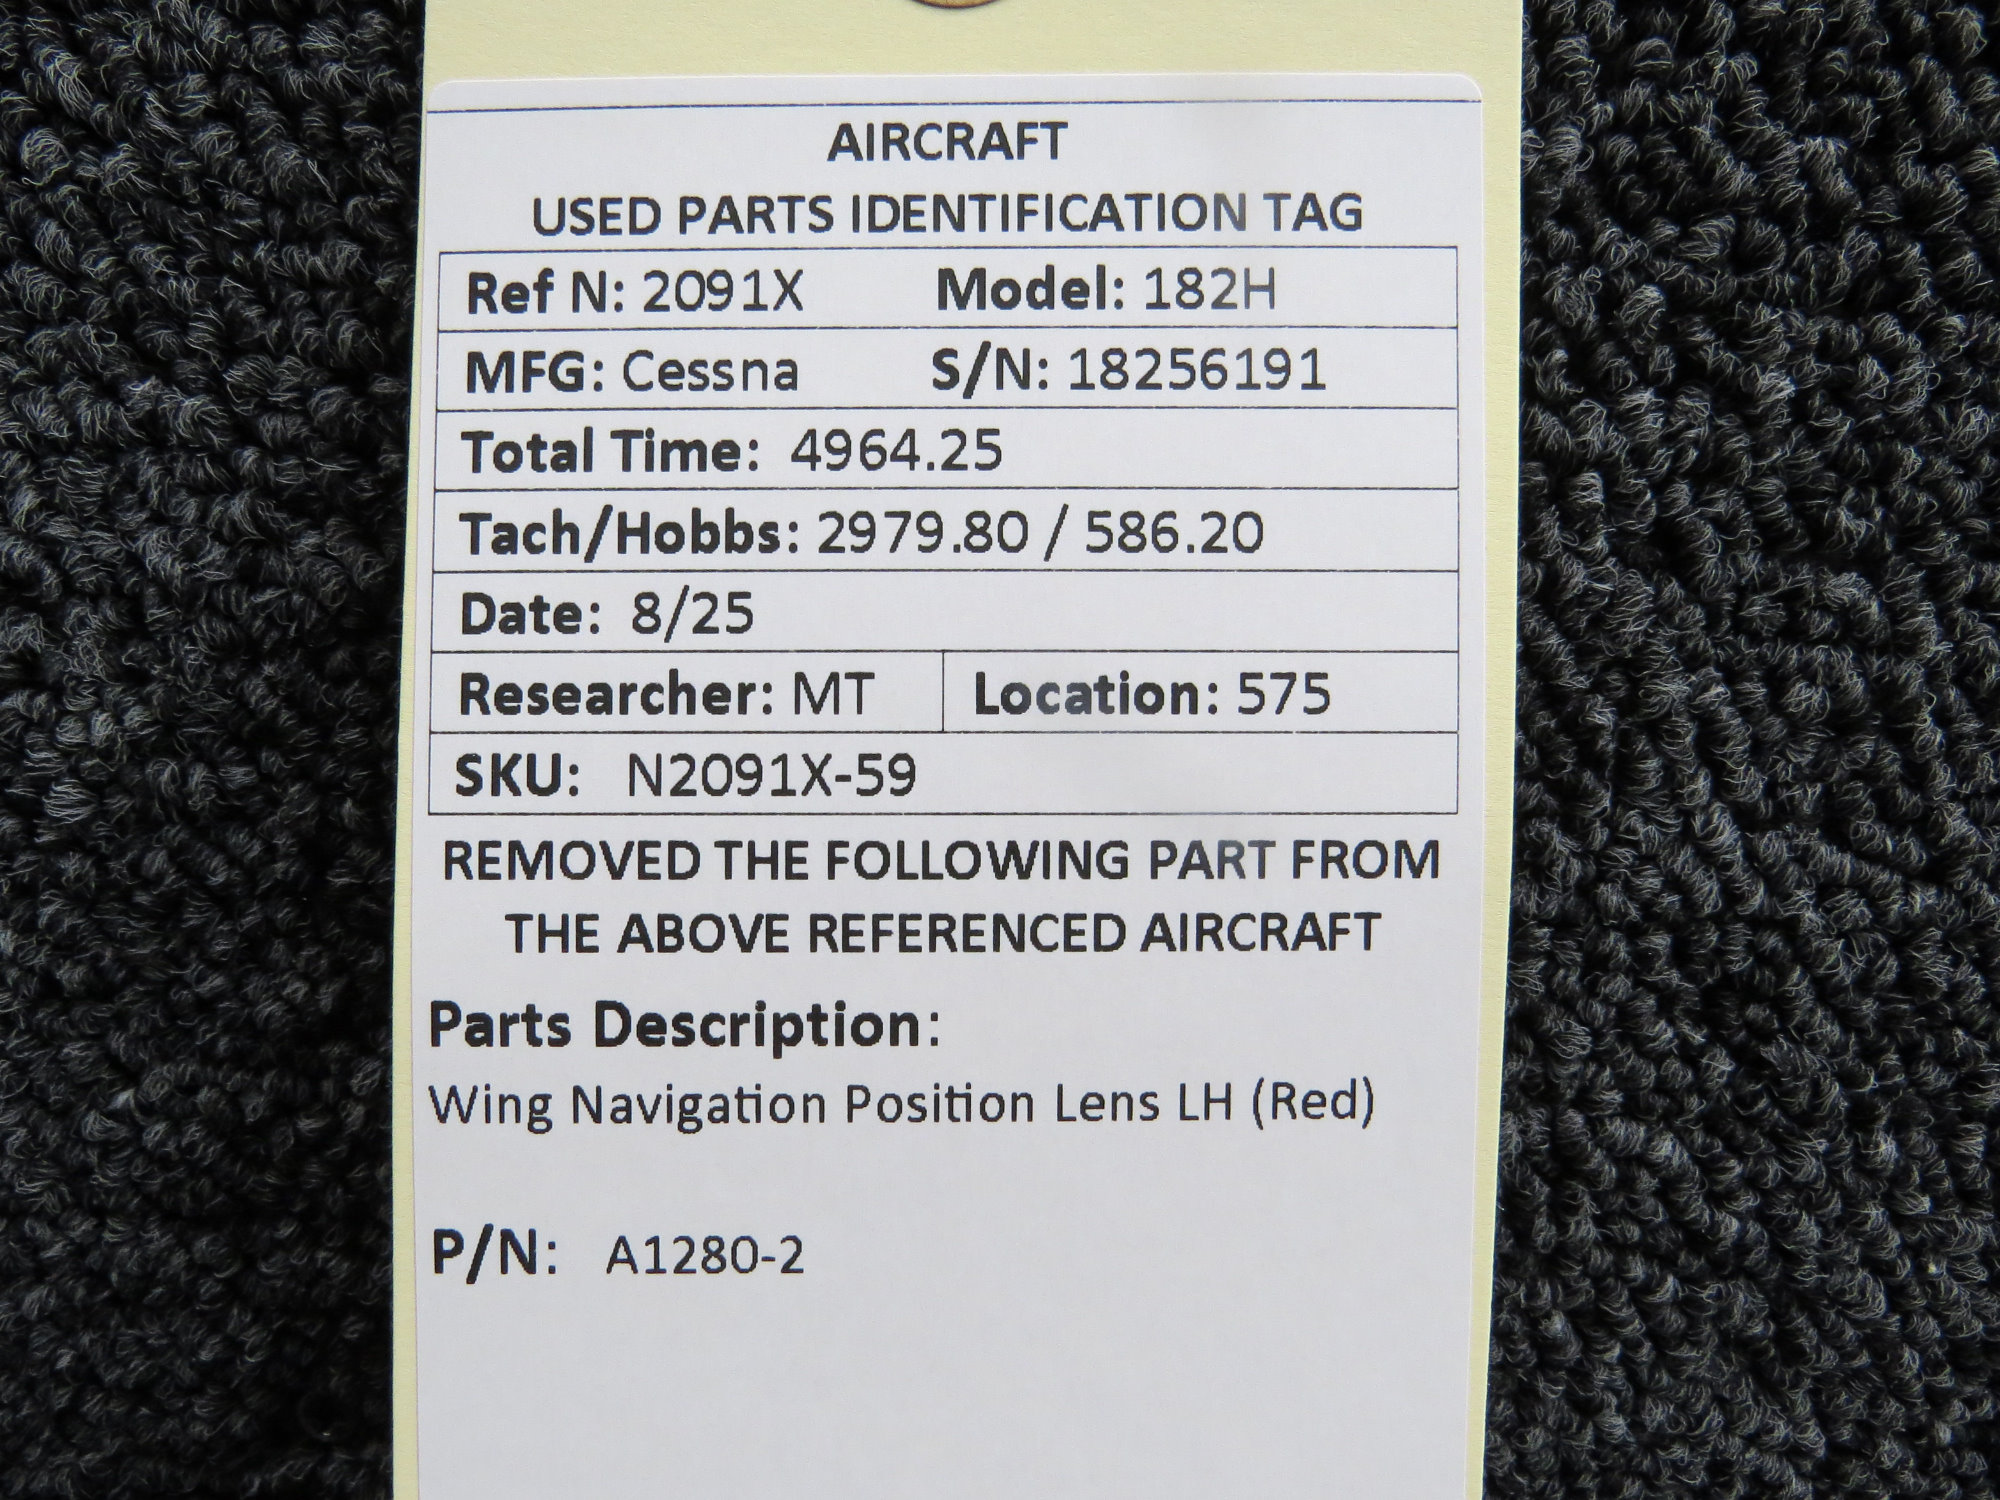 AIRCRAFT
USED PARTS IDENTIFICATION TAG
Ref N: 2091X Model: 182H
MFG: Cessna S/N: 18256191
Total Time: 4964.25
Tach/Hobbs: 2979.80 / 586.20
Date: 8/25
Researcher: MT Location: 575
SKU: N2091X-59
REMOVED THE FOLLOWING PART FROM
THE ABOVE REFERENCED AIRCRAFT
Parts Description:
Wing Navigation Position Lens LH (Red)
P/N: A1280-2